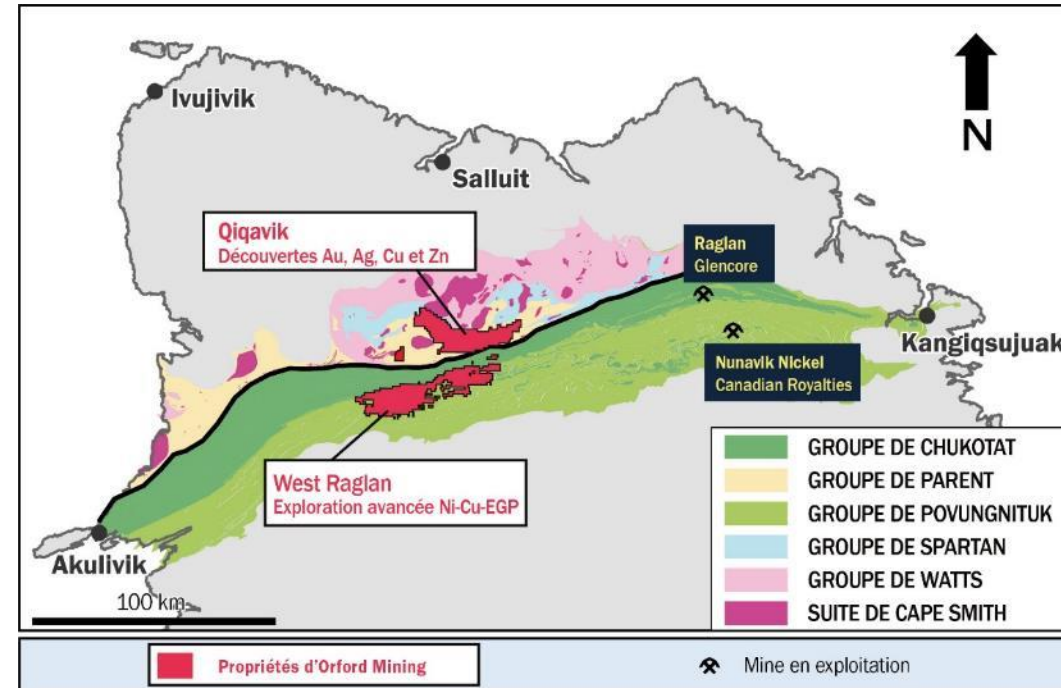 Ivujivik
N
Salluit
Qiqavik
Découvertes Au, Ag, Cu et Zn
Raglan
Glencore
Kangiqsujuak
Nunavik NIckel
Canadian Royalties
West Raglan
Exploration avancée Ni-Cu-EGP
Akulivik
100 km
GROUPE DE CHUKOTAT
GROUPE DE PARENT
GROUPE DE POVUNGNITUK
GROUPE DE SPARTAN
GROUPE DE WATTS
SUITE DE CAPE SMITH
Propriétés d'Orford Mining
Mine en exploitation